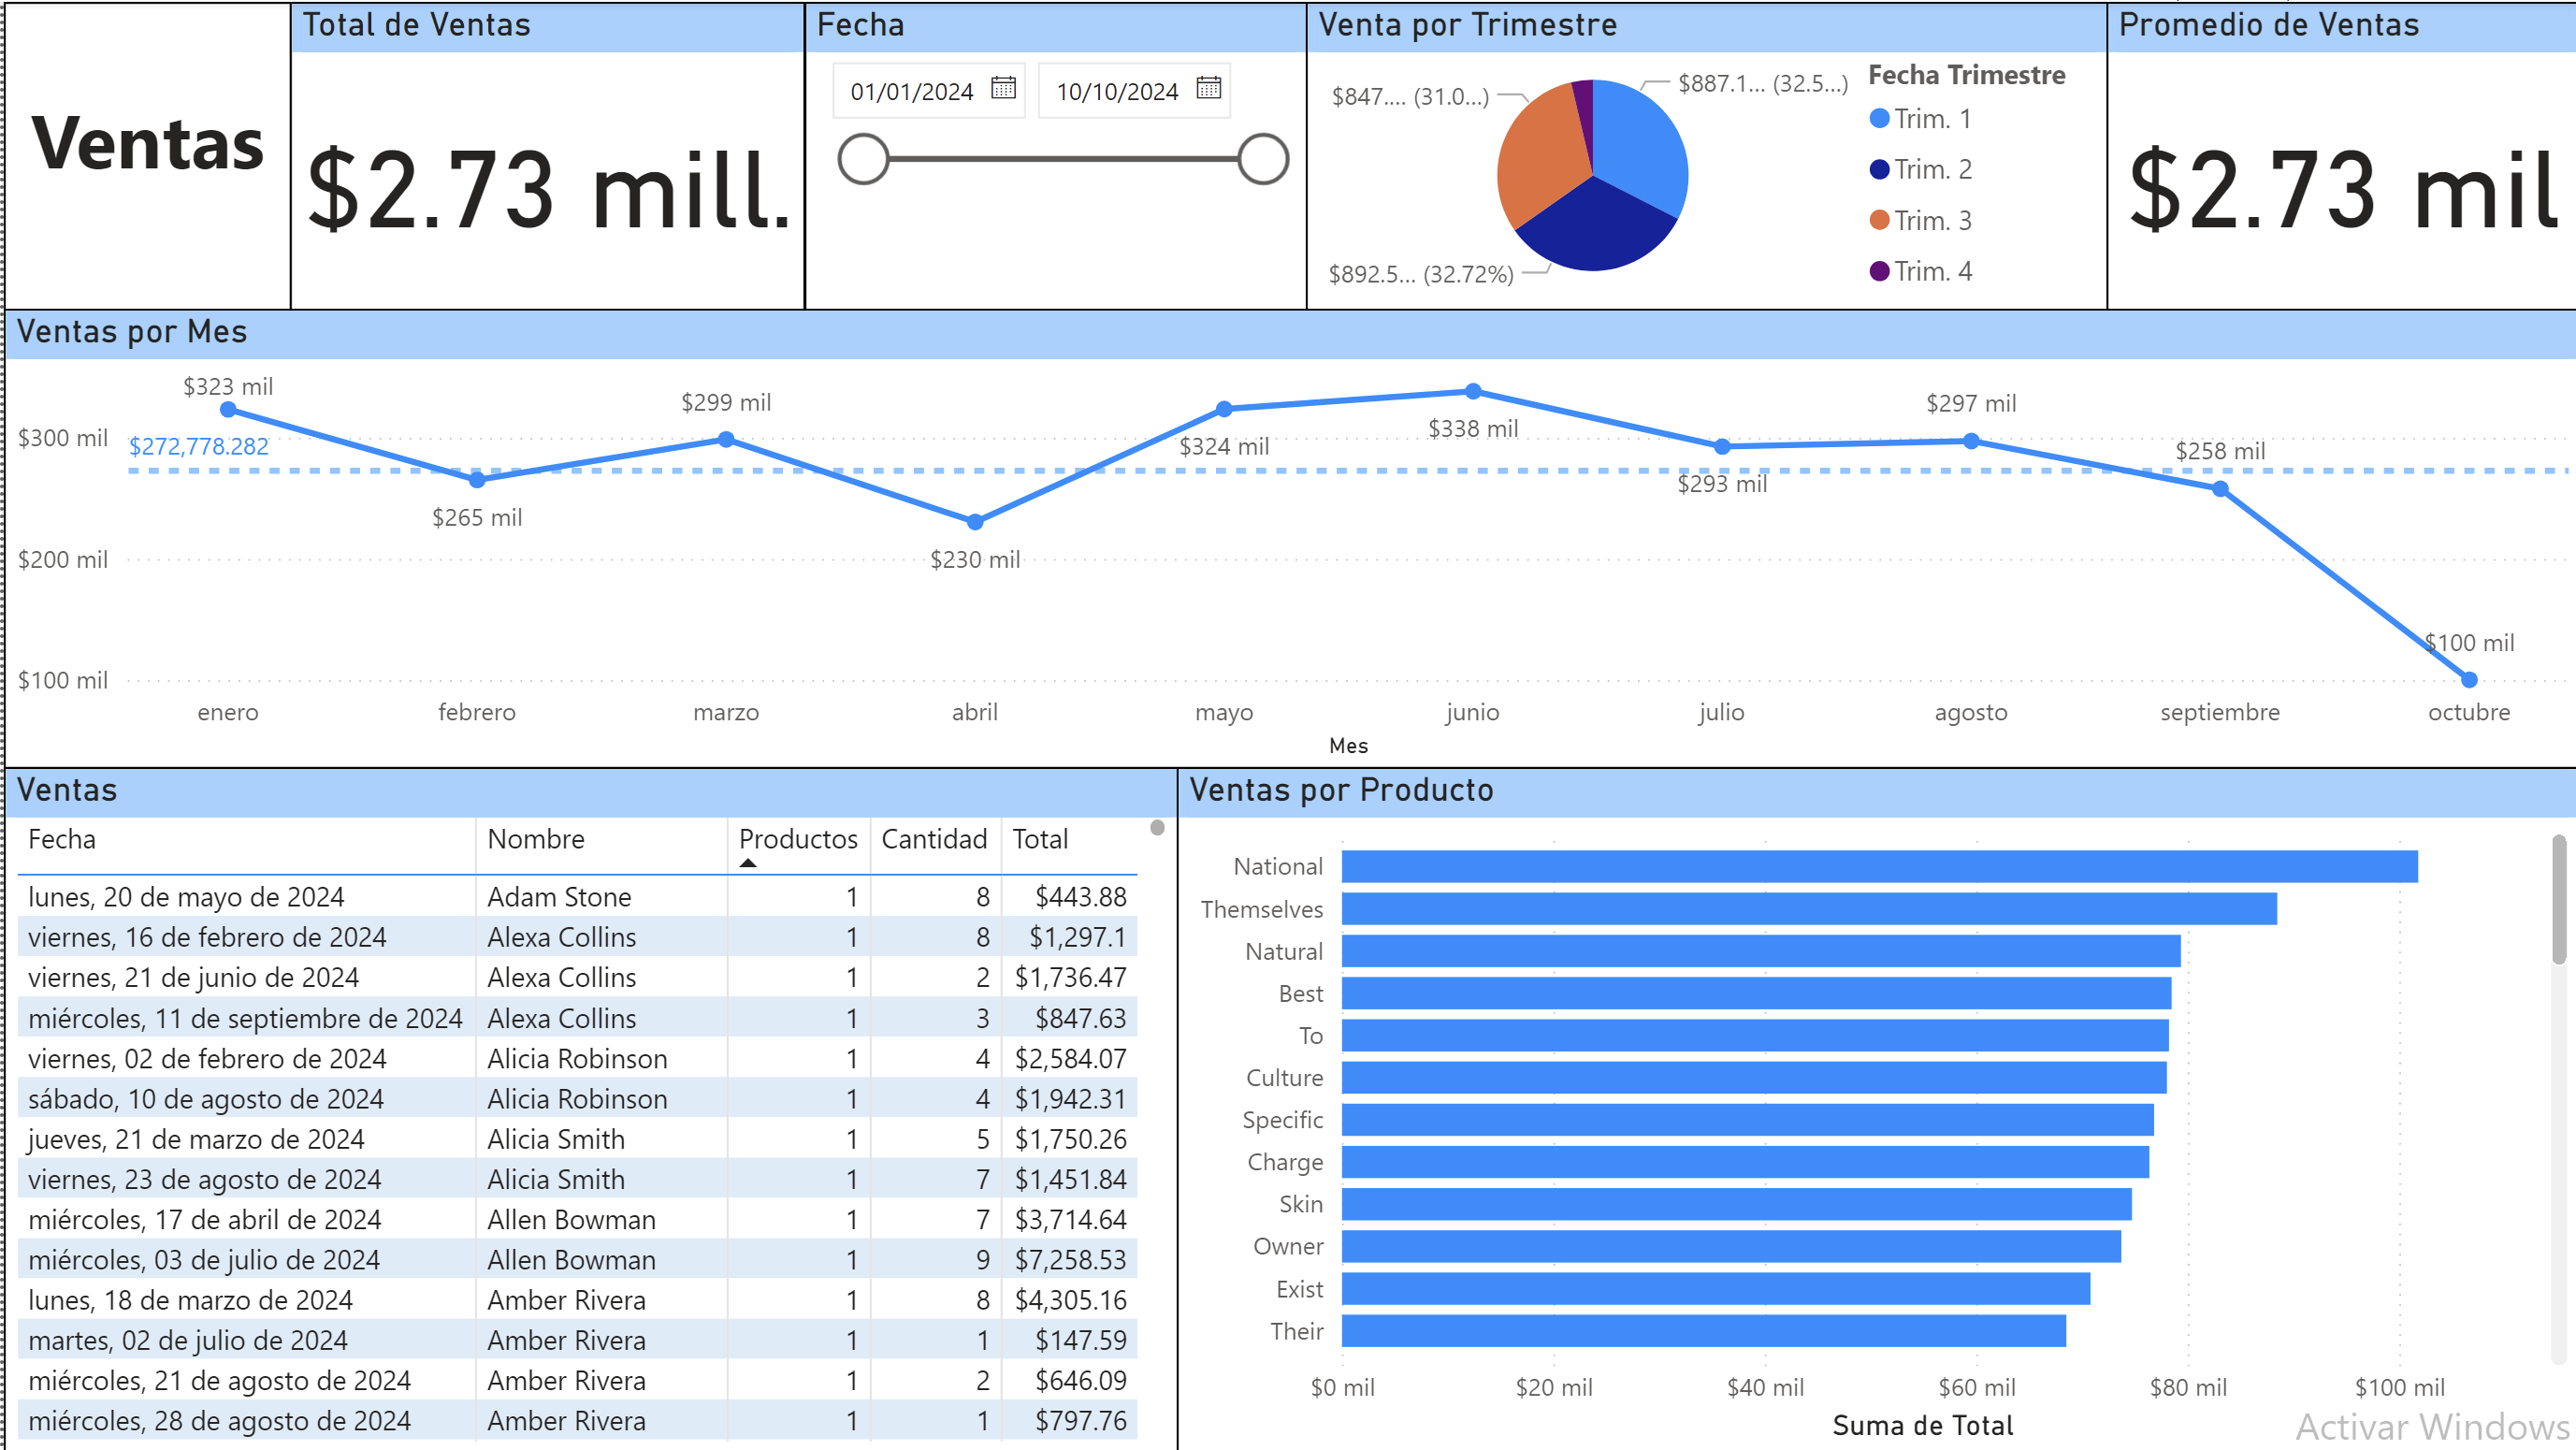 Ventas
Total de Ventas
$2.73 mill.
Fecha
01/01/2024
10/10/2024
Venta por Trimestre
$847.... (31.0...)
$887.1... (32.5...)
$892.5... (32.72%)
Fecha Trimestre
Trim. 1
Trim. 2
Trim. 3
Trim. 4
Promedio de Ventas
$2.73 mil
Ventas por Mes
$300 mil
$200 mil
$100 mil
$272,778.282
$323 mil
$265 mil
$299 mil
$230 mil
$324 mil
$338 mil
$293 mil
$297 mil
$258 mil
$100 mil
enero febrero marzo abril mayo junio julio agosto septiembre octubre
Mes
Ventas
Fecha Nombre Productos Cantidad Total
lunes, 20 de mayo de 2024 Adam Stone 1 8 $443.88
viernes, 16 de febrero de 2024 Alexa Collins 1 8 $1,297.1
viernes, 21 de junio de 2024 Alexa Collins 1 2 $1,736.47
miércoles, 11 de septiembre de 2024 Alexa Collins 1 3 $847.63
viernes, 02 de febrero de 2024 Alicia Robinson 1 4 $2,584.07
sábado, 10 de agosto de 2024 Alicia Robinson 1 4 $1,942.31
jueves, 21 de marzo de 2024 Alicia Smith 1 5 $1,750.26
viernes, 23 de agosto de 2024 Alicia Smith 1 7 $1,451.84
miércoles, 17 de abril de 2024 Allen Bowman 1 7 $3,714.64
miércoles, 03 de julio de 2024 Allen Bowman 1 9 $7,258.53
lunes, 18 de marzo de 2024 Amber Rivera 1 8 $4,305.16
martes, 02 de julio de 2024 Amber Rivera 1 1 $147.59
miércoles, 21 de agosto de 2024 Amber Rivera 1 2 $646.09
miércoles, 28 de agosto de 2024 Amber Rivera 1 1 $797.76
Ventas por Producto
National
Themselves
Natural
Best
To
Culture
Specific
Charge
Skin
Owner
Exist
Their
$0 mil $20 mil $40 mil $60 mil $80 mil $100 mil
Suma de Total
Activar Windows